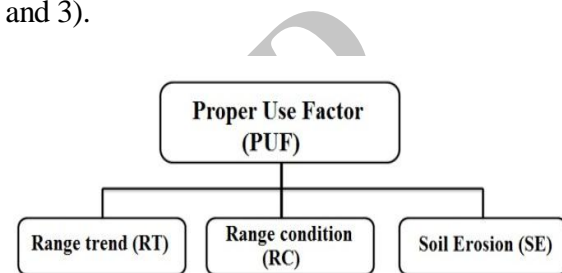 and 3).
Proper Use Factor
(PUF)
Range trend (RT)
Range condition
(RC)
Soil Erosion (SE)